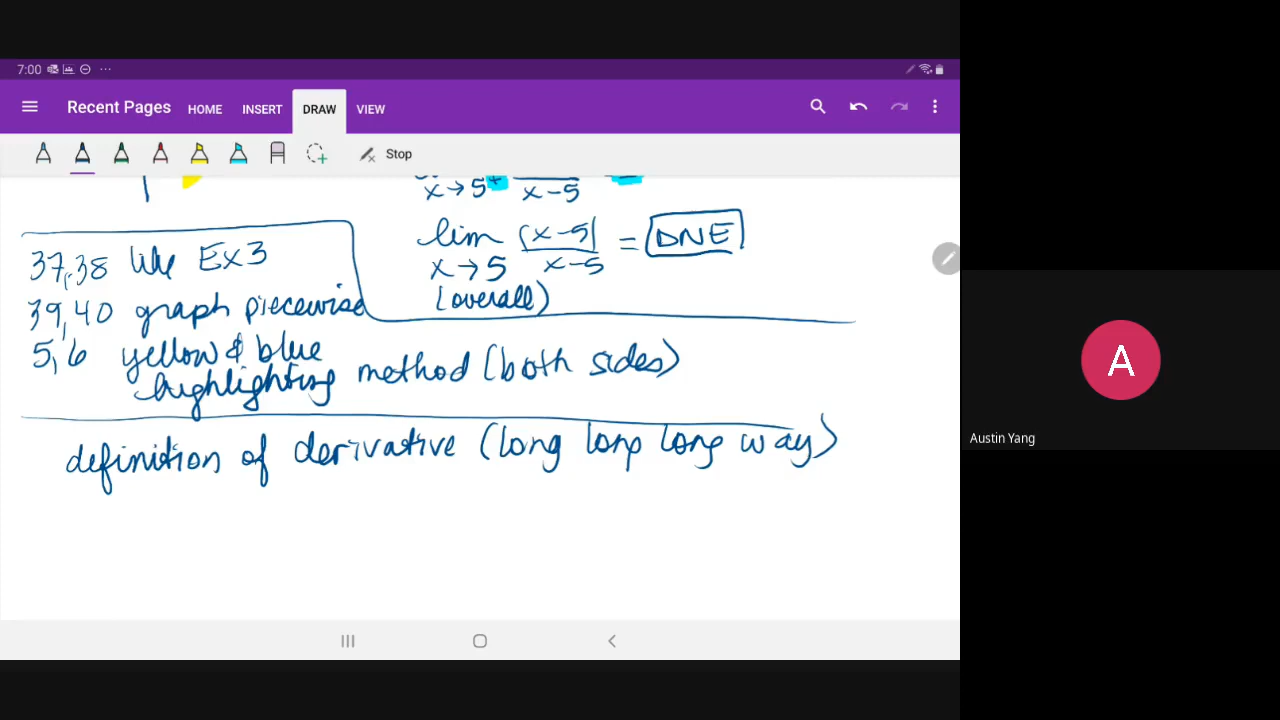 7:00
Recent Pages HOME INSERT DRAW VIEW
Stop
x→5⁺ x-5
lim |x-5| / x-5 = DNE
x→5
(overall)
37,38 like Ex3
39,40 graph piecewise
5,6 yellow & blue
highlighting method (both sides)
definition of derivative (long long long way)
A
Austin Yang